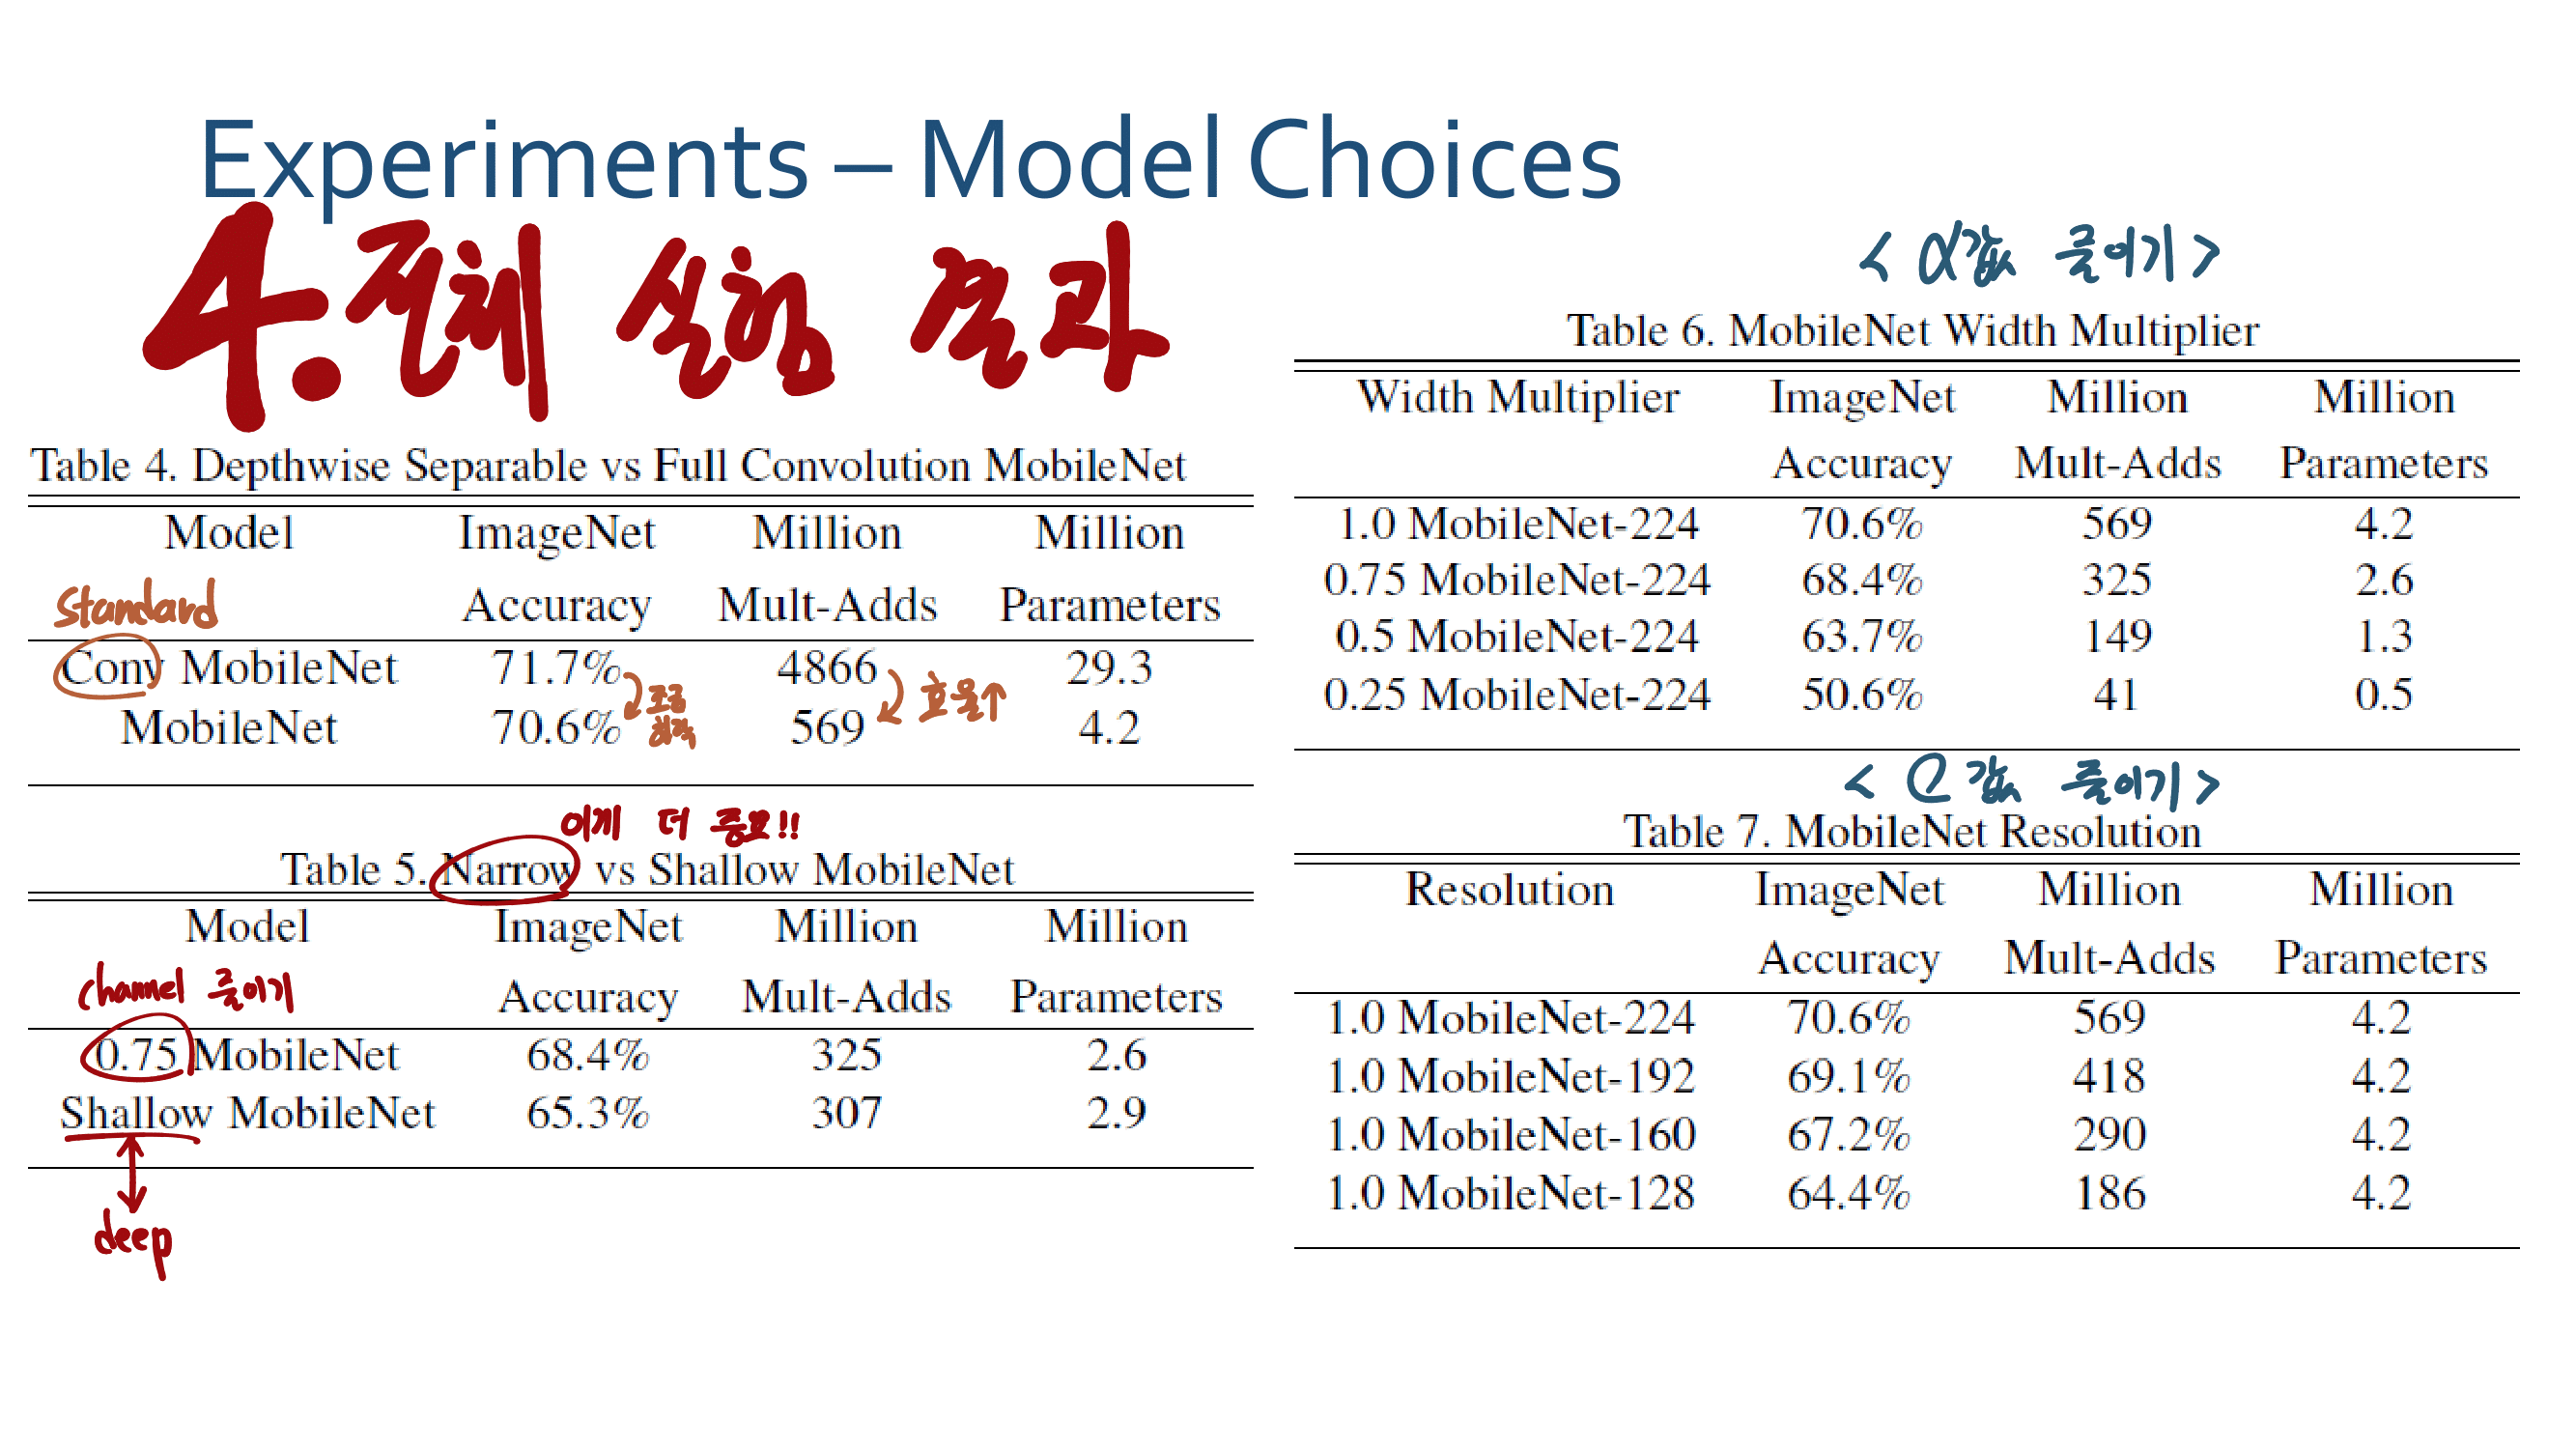 Experiments – Model Choices
4. 전체 실험 결과
Table 4. Depthwise Separable vs Full Convolution MobileNet
Model ImageNet Million Million
Accuracy Mult-Adds Parameters
Standard
Conv MobileNet 71.7% 4866 29.3
조금
효율↑
MobileNet 70.6% 569 4.2
이게 더 중요!!
Table 5. Narrow vs Shallow MobileNet
Model ImageNet Million Million
Accuracy Mult-Adds Parameters
channel 줄이기
0.75 MobileNet 68.4% 325 2.6
Shallow MobileNet 65.3% 307 2.9
deep
< α값 줄이기 >
Table 6. MobileNet Width Multiplier
Width Multiplier ImageNet Million Million
Accuracy Mult-Adds Parameters
1.0 MobileNet-224 70.6% 569 4.2
0.75 MobileNet-224 68.4% 325 2.6
0.5 MobileNet-224 63.7% 149 1.3
0.25 MobileNet-224 50.6% 41 0.5
< ρ값 줄이기 >
Table 7. MobileNet Resolution
Resolution ImageNet Million Million
Accuracy Mult-Adds Parameters
1.0 MobileNet-224 70.6% 569 4.2
1.0 MobileNet-192 69.1% 418 4.2
1.0 MobileNet-160 67.2% 290 4.2
1.0 MobileNet-128 64.4% 186 4.2